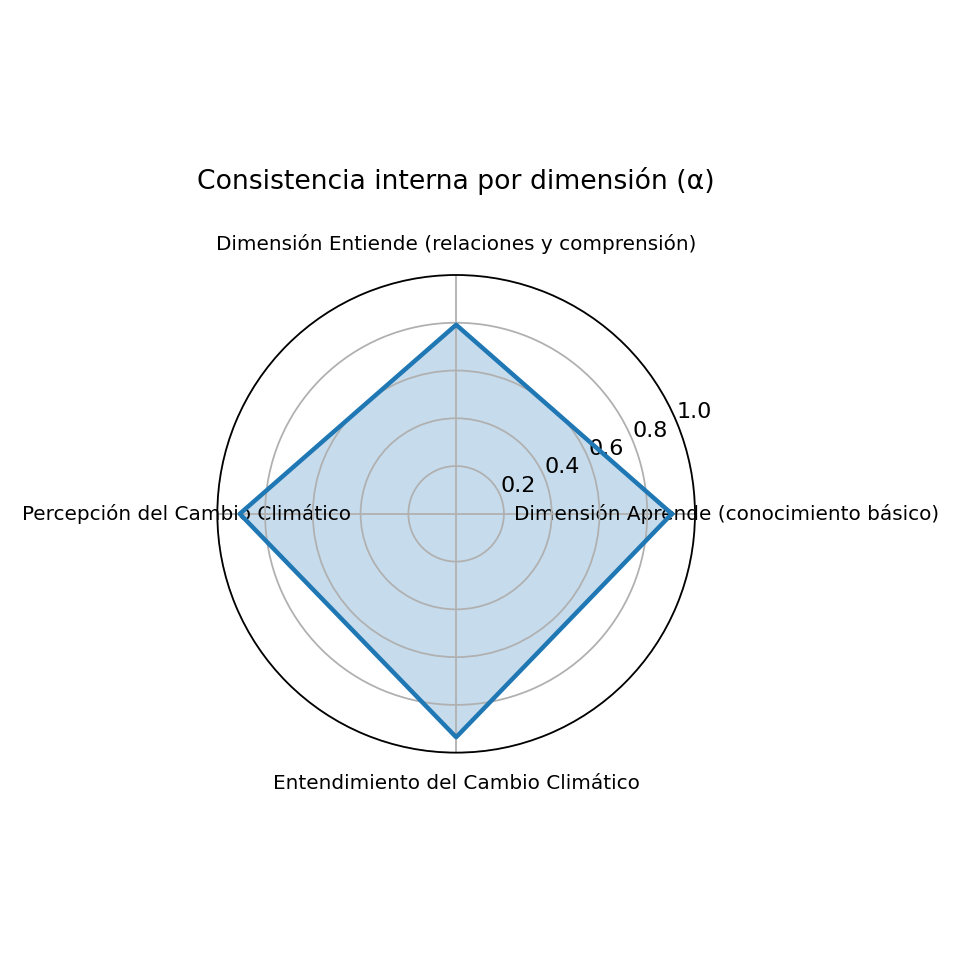 Consistencia interna por dimensión (α)
Dimensión Entiende (relaciones y comprensión)
1.0
0.8
0.6
0.4
0.2
Percepción del Cambio Climático
Dimensión Aprende (conocimiento básico)
Entendimiento del Cambio Climático